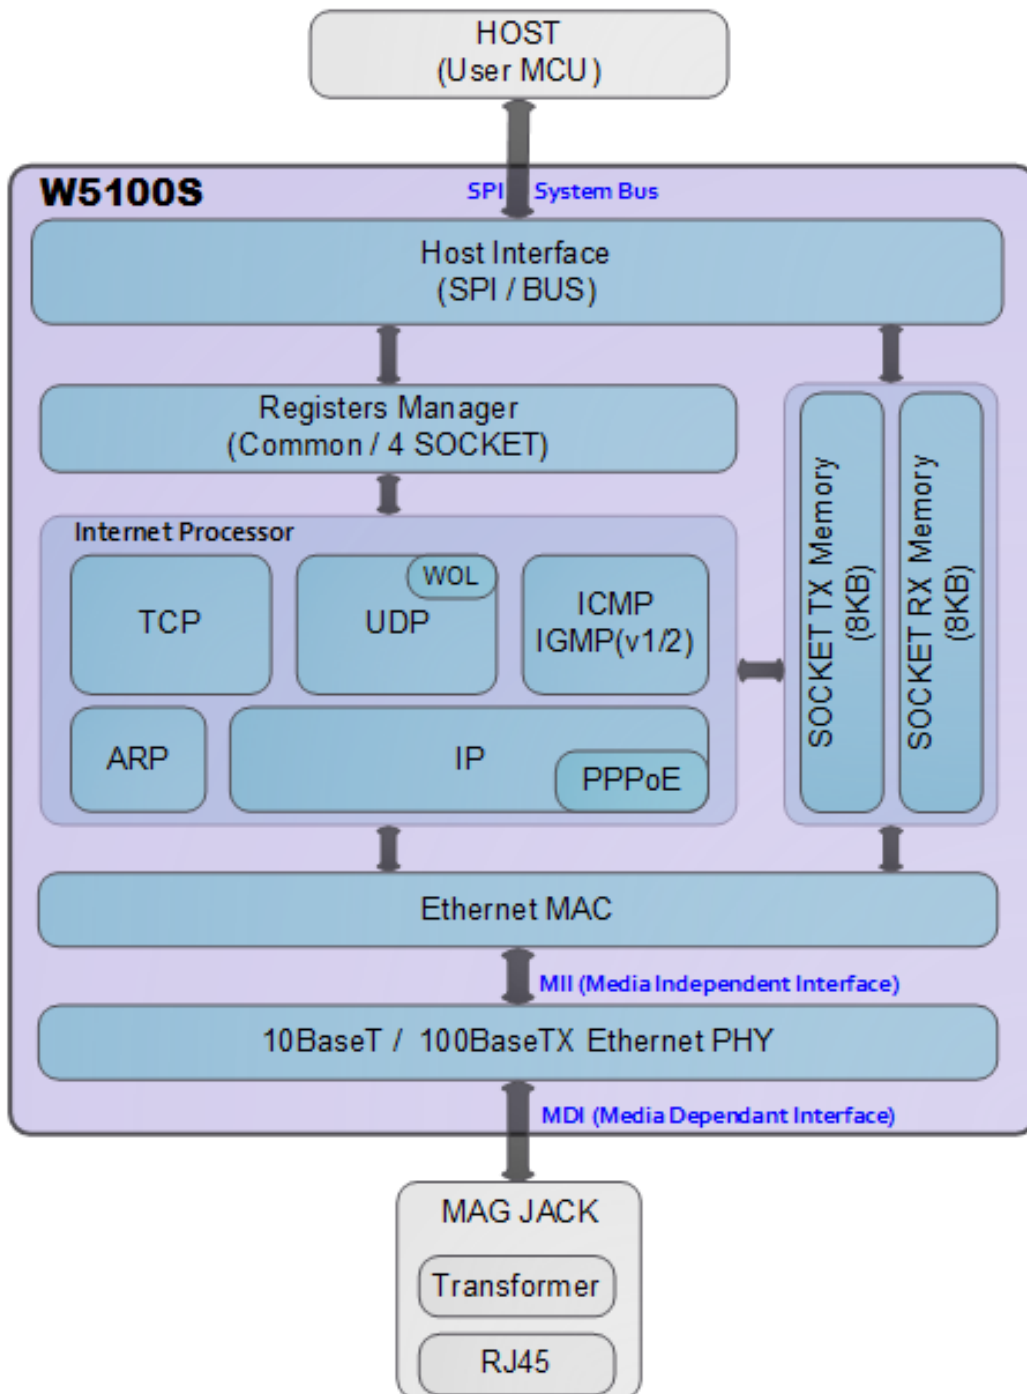 HOST
(User MCU)
W5100S
SPI System Bus
Host Interface
(SPI / BUS)
Registers Manager
(Common / 4 SOCKET)
SOCKET TX Memory
(8KB)
SOCKET RX Memory
(8KB)
Internet Processor
TCP
UDP
WOL
ICMP
IGMP(v1/2)
ARP
IP
PPPoE
Ethernet MAC
MII (Media Independent Interface)
10BaseT / 100BaseTX Ethernet PHY
MDI (Media Dependant Interface)
MAG JACK
Transformer
RJ45